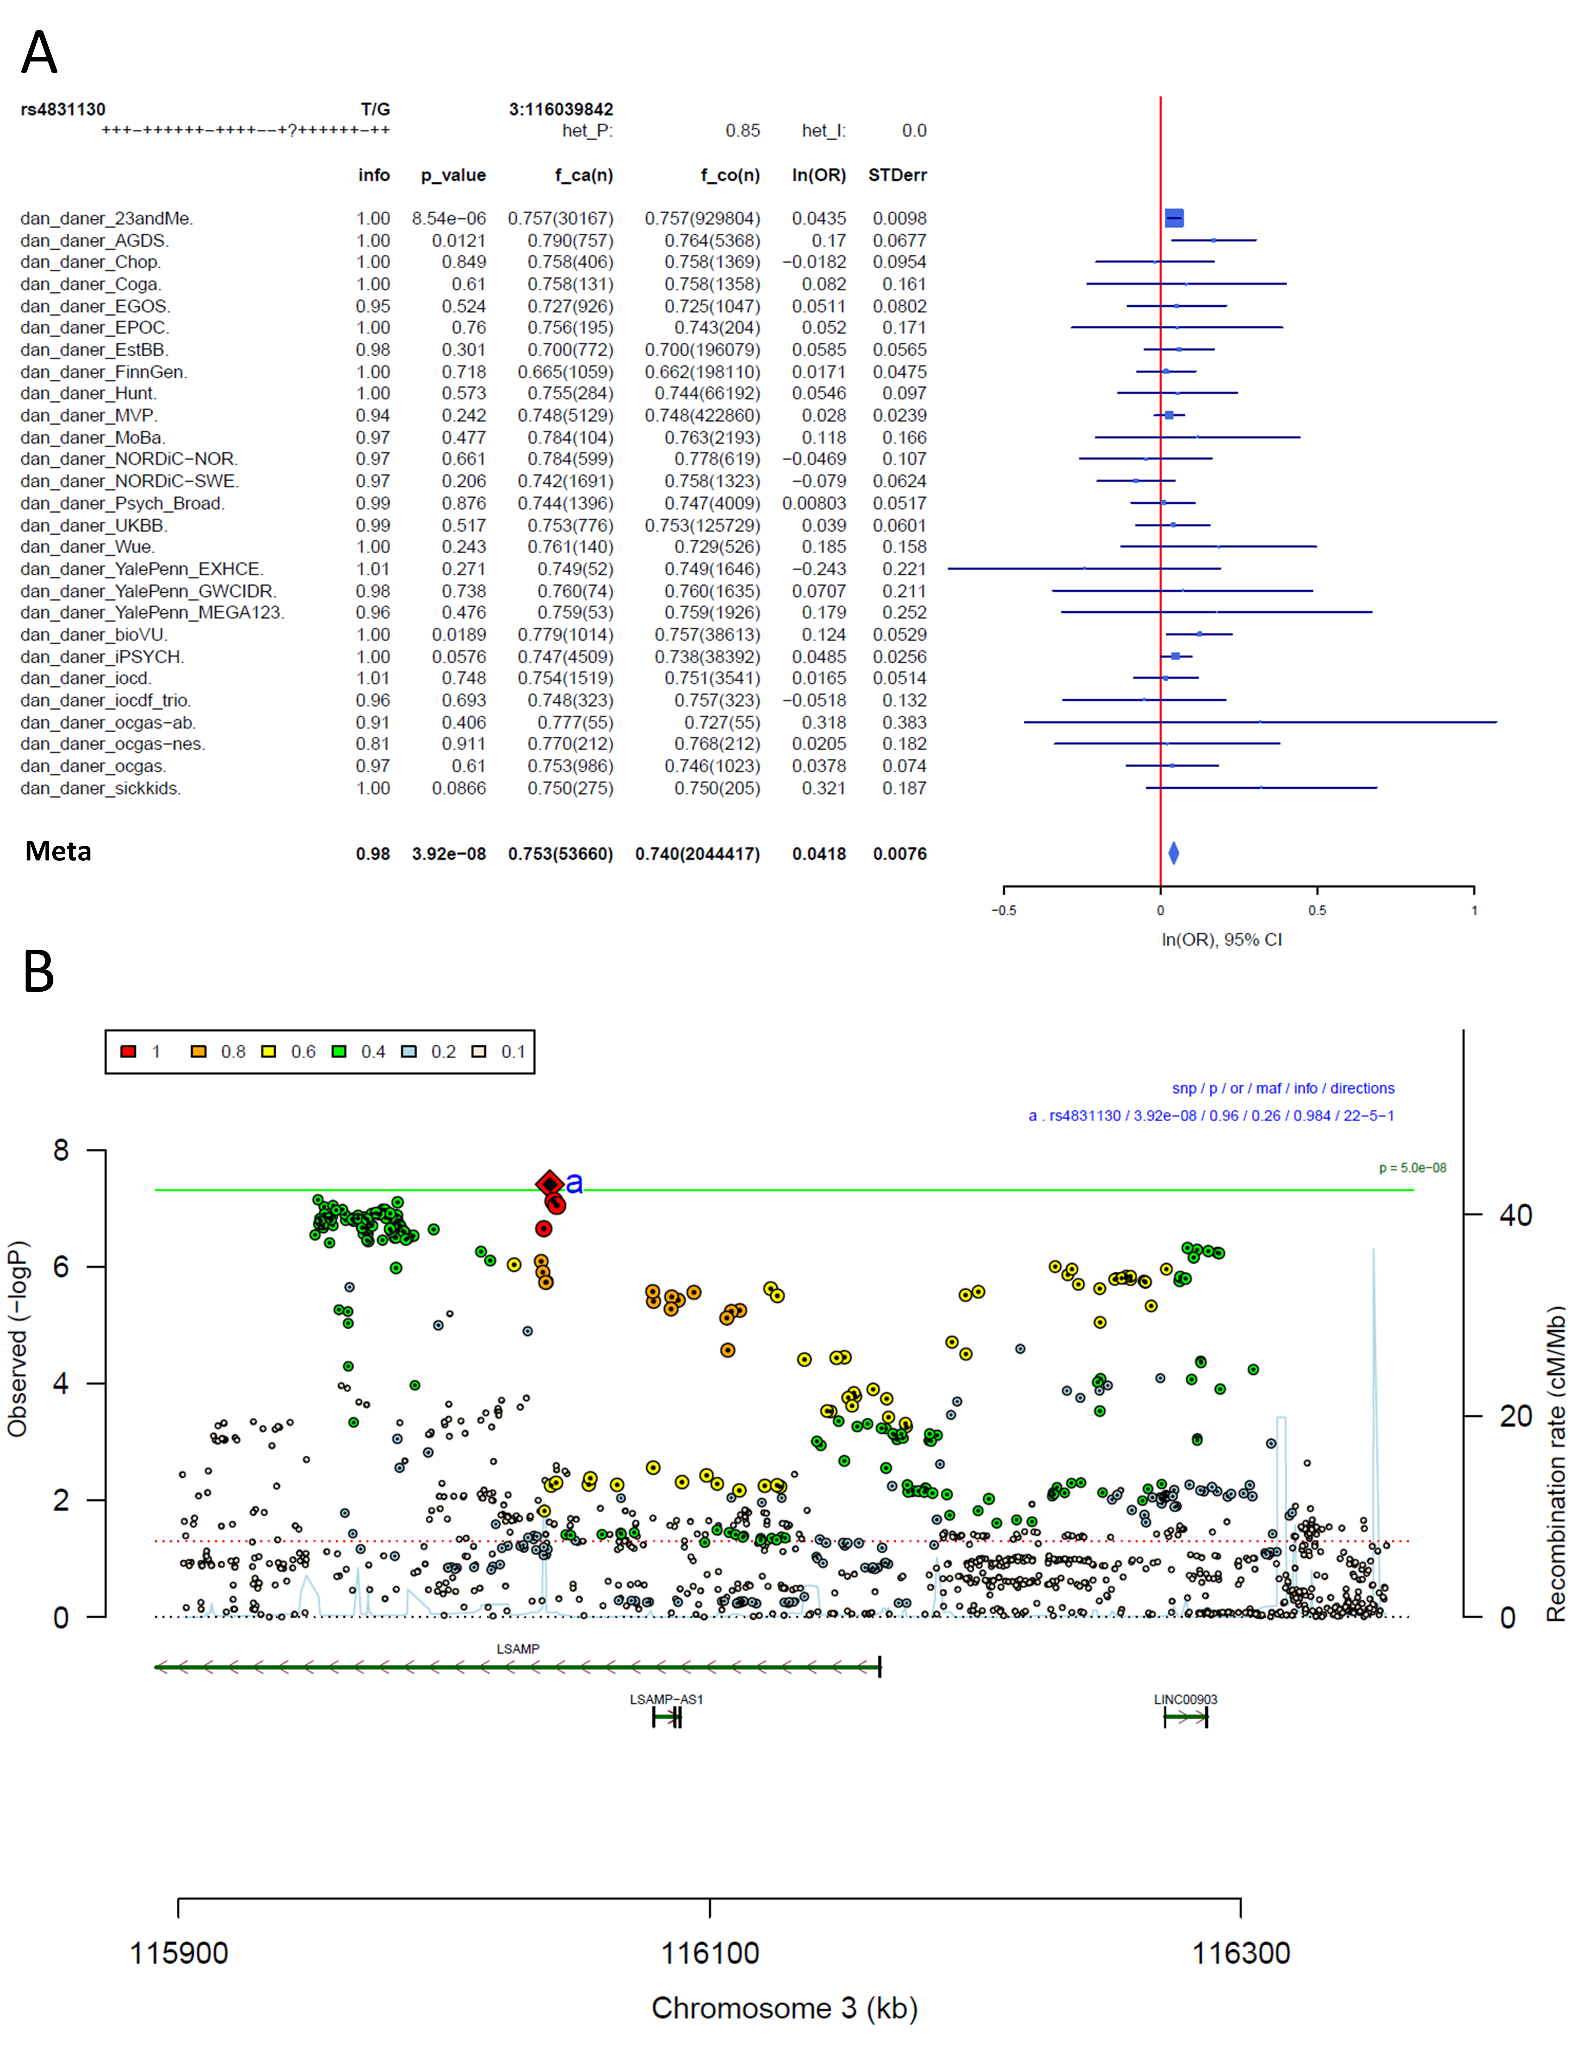 A
rs4831130 T/G 3:116039842
+++−++++++−++++−−+?++++++−++ het_P: 0.85 het_I: 0.0
info p_value f_ca(n) f_co(n) ln(OR) STDerr
dan_daner_23andMe. 1.00 8.54e−06 0.757(30167) 0.757(929804) 0.0435 0.0098
dan_daner_AGDS. 1.00 0.0121 0.790(757) 0.764(5368) 0.17 0.0677
dan_daner_Chop. 1.00 0.849 0.758(406) 0.758(1369) −0.0182 0.0954
dan_daner_Coga. 1.00 0.61 0.758(131) 0.758(1358) 0.082 0.161
dan_daner_EGOS. 0.95 0.524 0.727(926) 0.725(1047) 0.0511 0.0802
dan_daner_EPOC. 1.00 0.76 0.756(195) 0.743(204) 0.052 0.171
dan_daner_EstBB. 0.98 0.301 0.700(772) 0.700(196079) 0.0585 0.0565
dan_daner_FinnGen. 1.00 0.718 0.665(1059) 0.662(198110) 0.0171 0.0475
dan_daner_Hunt. 1.00 0.573 0.755(284) 0.744(66192) 0.0546 0.097
dan_daner_MVP. 0.94 0.242 0.748(5129) 0.748(422860) 0.028 0.0239
dan_daner_MoBa. 0.97 0.477 0.784(104) 0.763(2193) 0.118 0.166
dan_daner_NORDiC−NOR. 0.97 0.661 0.784(599) 0.778(619) −0.0469 0.107
dan_daner_NORDiC−SWE. 0.97 0.206 0.742(1691) 0.758(1323) −0.079 0.0624
dan_daner_Psych_Broad. 0.99 0.876 0.744(1396) 0.747(4009) 0.00803 0.0517
dan_daner_UKBB. 0.99 0.517 0.753(776) 0.753(125729) 0.039 0.0601
dan_daner_Wue. 1.00 0.243 0.761(140) 0.729(526) 0.185 0.158
dan_daner_YalePenn_EXHCE. 1.01 0.271 0.749(52) 0.749(1646) −0.243 0.221
dan_daner_YalePenn_GWCIDR. 0.98 0.738 0.760(74) 0.760(1635) 0.0707 0.211
dan_daner_YalePenn_MEGA123. 0.96 0.476 0.759(53) 0.759(1926) 0.179 0.252
dan_daner_bioVU. 1.00 0.0189 0.779(1014) 0.757(38613) 0.124 0.0529
dan_daner_iPSYCH. 1.00 0.0576 0.747(4509) 0.738(38392) 0.0485 0.0256
dan_daner_iocd. 1.01 0.748 0.754(1519) 0.751(3541) 0.0165 0.0514
dan_daner_iocdf_trio. 0.96 0.693 0.748(323) 0.757(323) −0.0518 0.132
dan_daner_ocgas−ab. 0.91 0.406 0.777(55) 0.727(55) 0.318 0.383
dan_daner_ocgas−nes. 0.81 0.911 0.770(212) 0.768(212) 0.0205 0.182
dan_daner_ocgas. 0.97 0.61 0.753(986) 0.746(1023) 0.0378 0.074
dan_daner_sickkids. 1.00 0.0866 0.750(275) 0.750(205) 0.321 0.187
Meta 0.98 3.92e−08 0.753(53660) 0.740(2044417) 0.0418 0.0076
−0.5 0 0.5 1
ln(OR), 95% CI
B
1 0.8 0.6 0.4 0.2 0.1
snp / p / or / maf / info / directions
a . rs4831130 / 3.92e−08 / 0.96 / 0.26 / 0.984 / 22−5−1
p = 5.0e−08
a
8
6
4
2
0
Observed (−logP)
40
20
0
Recombination rate (cM/Mb)
LSAMP
LSAMP−AS1 LINC00903
115900 116100 116300
Chromosome 3 (kb)